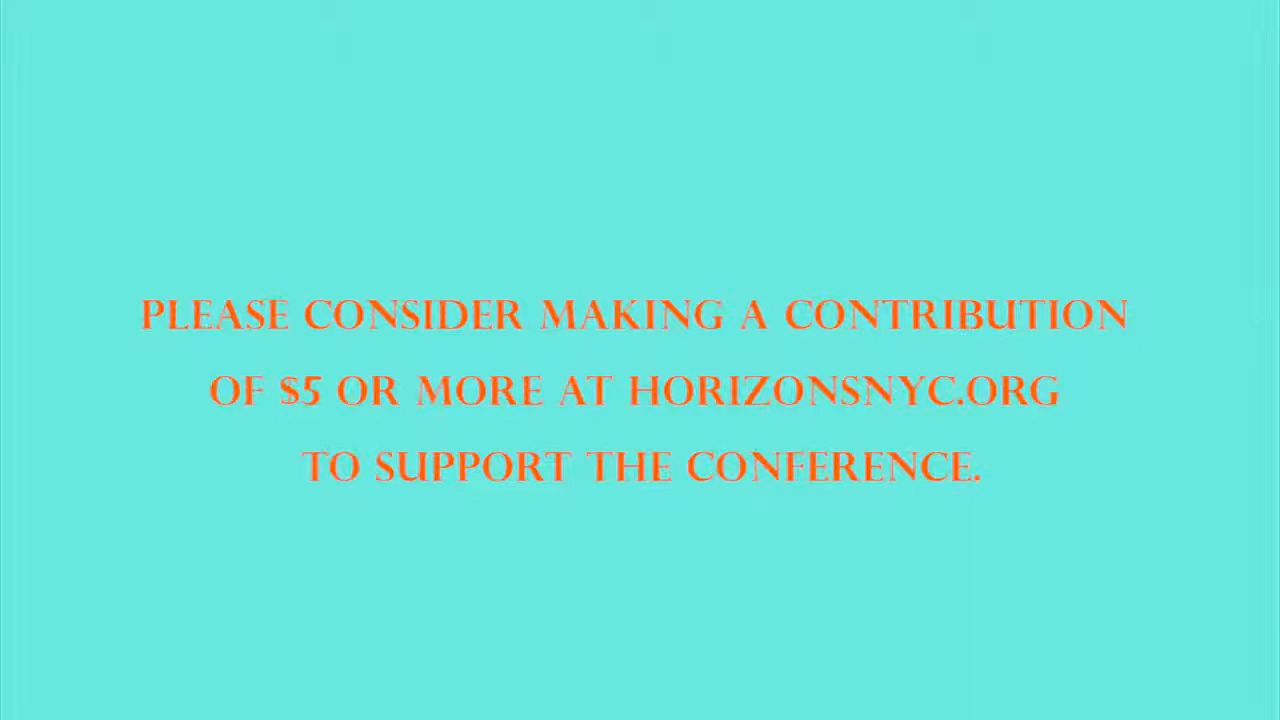 PLEASE CONSIDER MAKING A CONTRIBUTION
OF $5 OR MORE AT HORIZONSNYC.ORG
TO SUPPORT THE CONFERENCE.